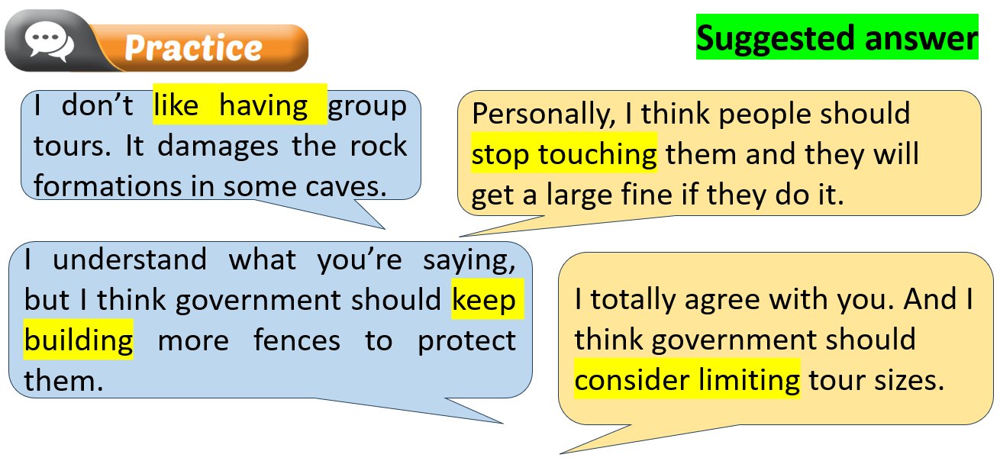 Practice
Suggested answer
I don’t like having group
tours. It damages the rock
formations in some caves.
Personally, I think people should
stop touching them and they will
get a large fine if they do it.
I understand what you’re saying,
but I think government should keep
building more fences to protect
them.
I totally agree with you. And I
think government should
consider limiting tour sizes.